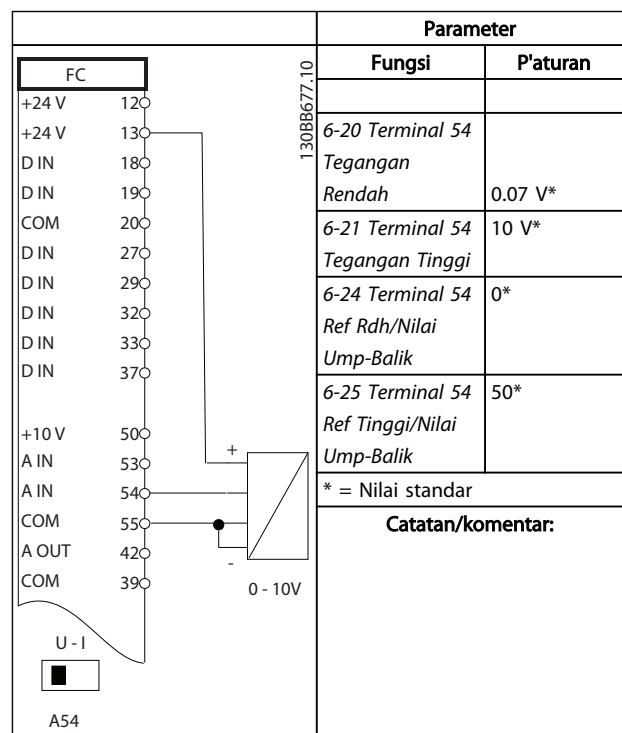 Parameter
Fungsi P'aturan
FC
130BB677.10
+24 V 12
+24 V 13
D IN 18
D IN 19
COM 20
D IN 27
D IN 29
D IN 32
D IN 33
D IN 37
+10 V 50
A IN 53
A IN 54
COM 55
A OUT 42
COM 39
+
-
0 - 10V
U - I
A54
6-20 Terminal 54
Tegangan
Rendah 0.07 V*
6-21 Terminal 54 10 V*
Tegangan Tinggi
6-24 Terminal 54 0*
Ref Rdh/Nilai
Ump-Balik
6-25 Terminal 54 50*
Ref Tinggi/Nilai
Ump-Balik
* = Nilai standar
Catatan/komentar: